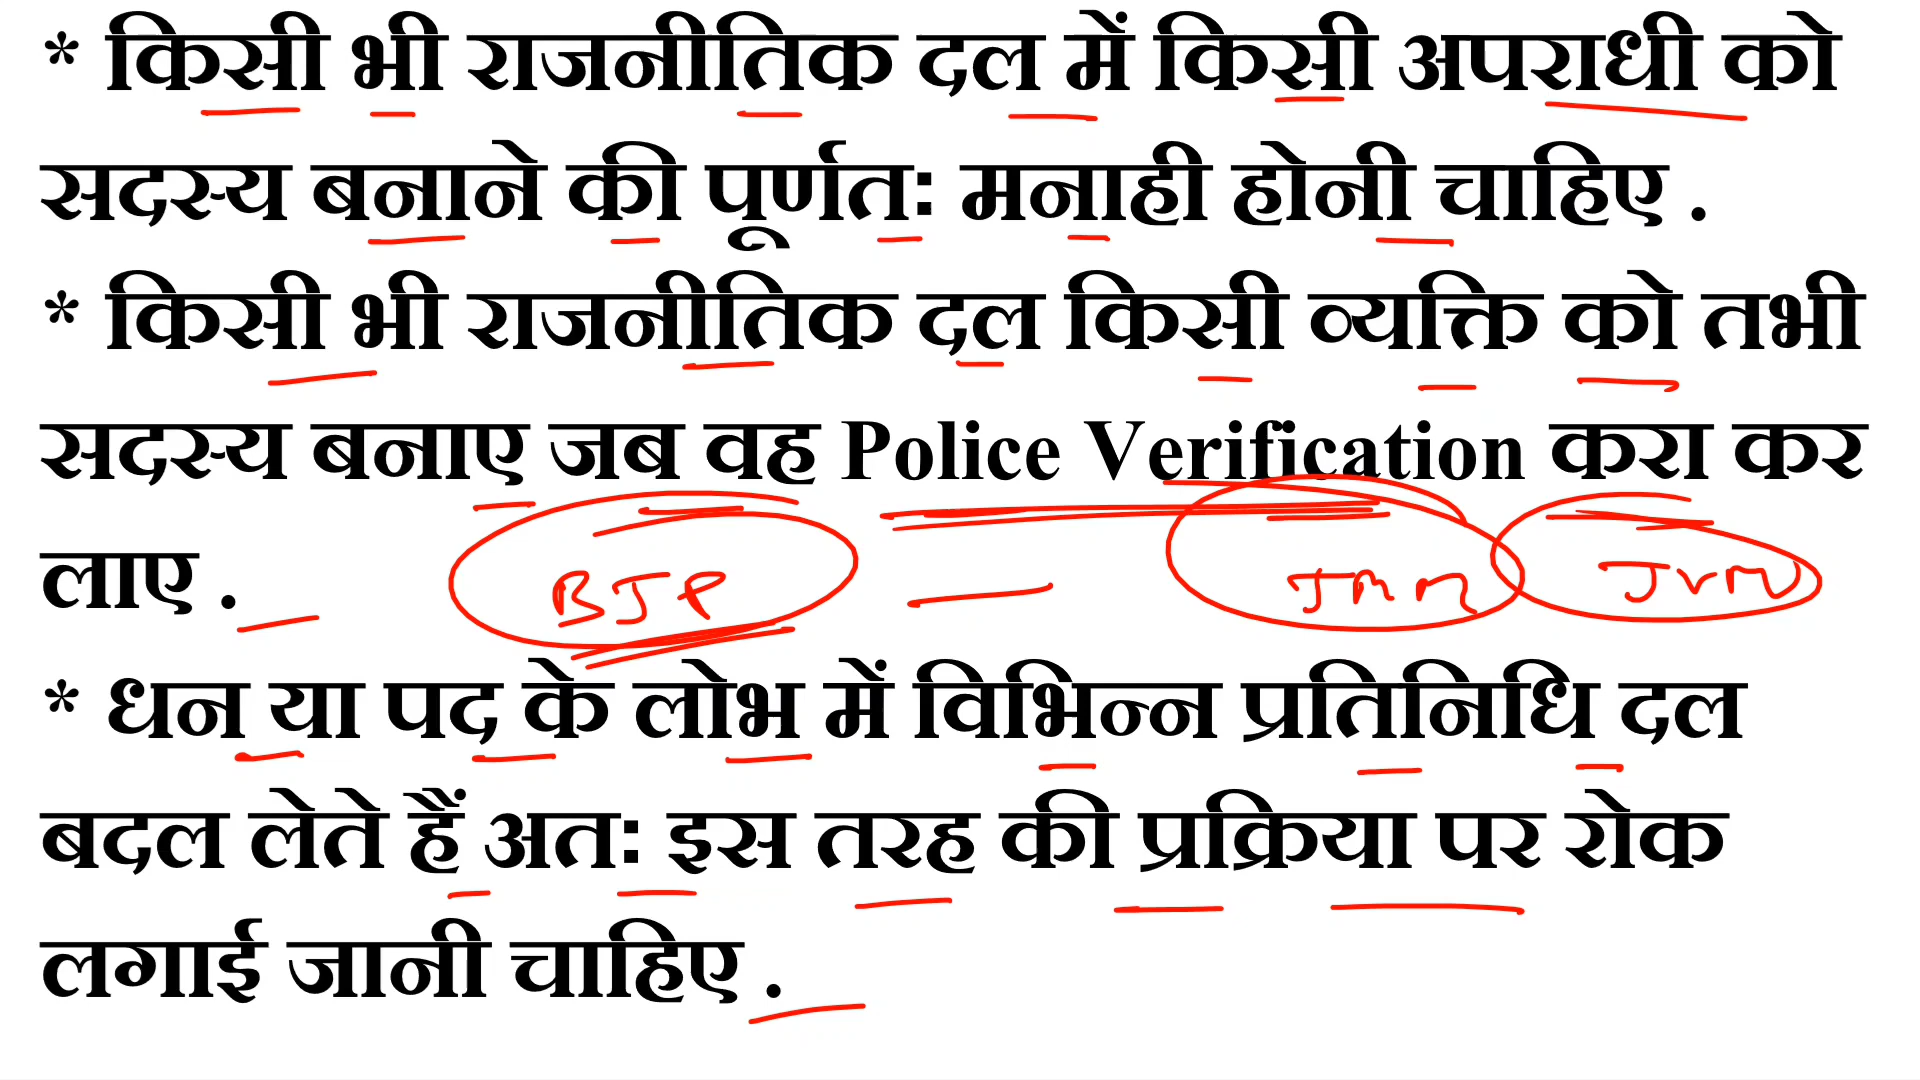 * किसी भी राजनीतिक दल में किसी अपराधी को
सदस्य बनाने की पूर्णतः मनाही होनी चाहिए .
* किसी भी राजनीतिक दल किसी व्यक्ति को तभी
सदस्य बनाए जब वह Police Verification करा कर
लाए .
BJP JMM JVM
* धन या पद के लोभ में विभिन्न प्रतिनिधि दल
बदल लेते हैं अतः इस तरह की प्रक्रिया पर रोक
लगाई जानी चाहिए .